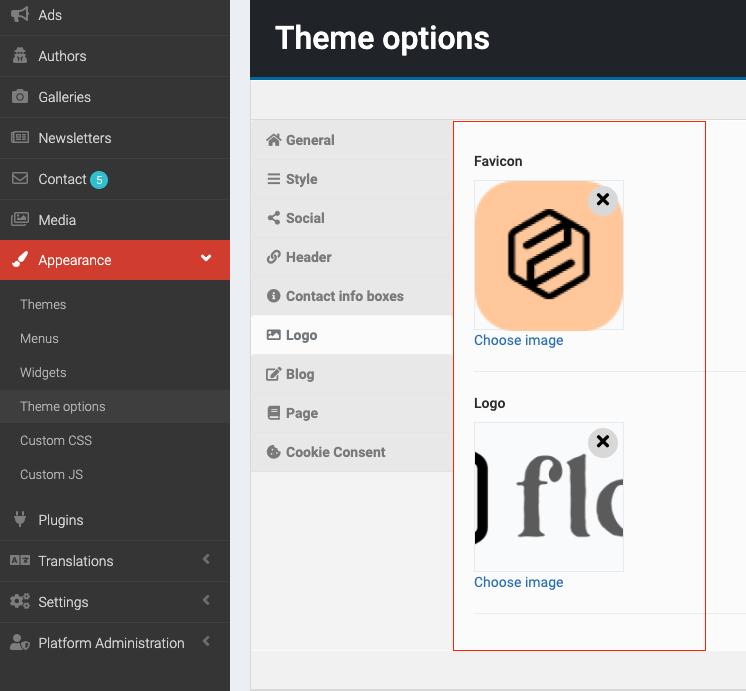 Ads
Authors
Galleries
Newsletters
Contact 5
Media
Appearance
Themes
Menus
Widgets
Theme options
Custom CSS
Custom JS
Plugins
Translations
Settings
Platform Administration
Theme options
General
Style
Social
Header
Contact info boxes
Logo
Blog
Page
Cookie Consent
Favicon
Choose image
Logo
flo
Choose image